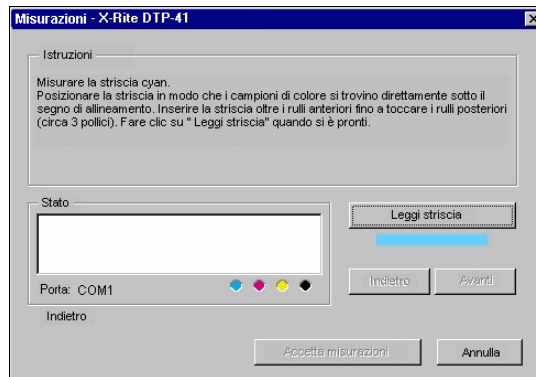 Misurazioni - X-Rite DTP-41
Istruzioni
Misurare la striscia cyan.
Posizionare la striscia in modo che i campioni di colore si trovino direttamente sotto il
segno di allineamento. Inserire la striscia oltre i rulli anteriori fino a toccare i rulli posteriori
(circa 3 pollici). Fare clic su " Leggi striscia" quando si è pronti.
Stato
Leggi striscia
Porta: COM1
Indietro
Avanti
Indietro
Accetta misurazioni
Annulla